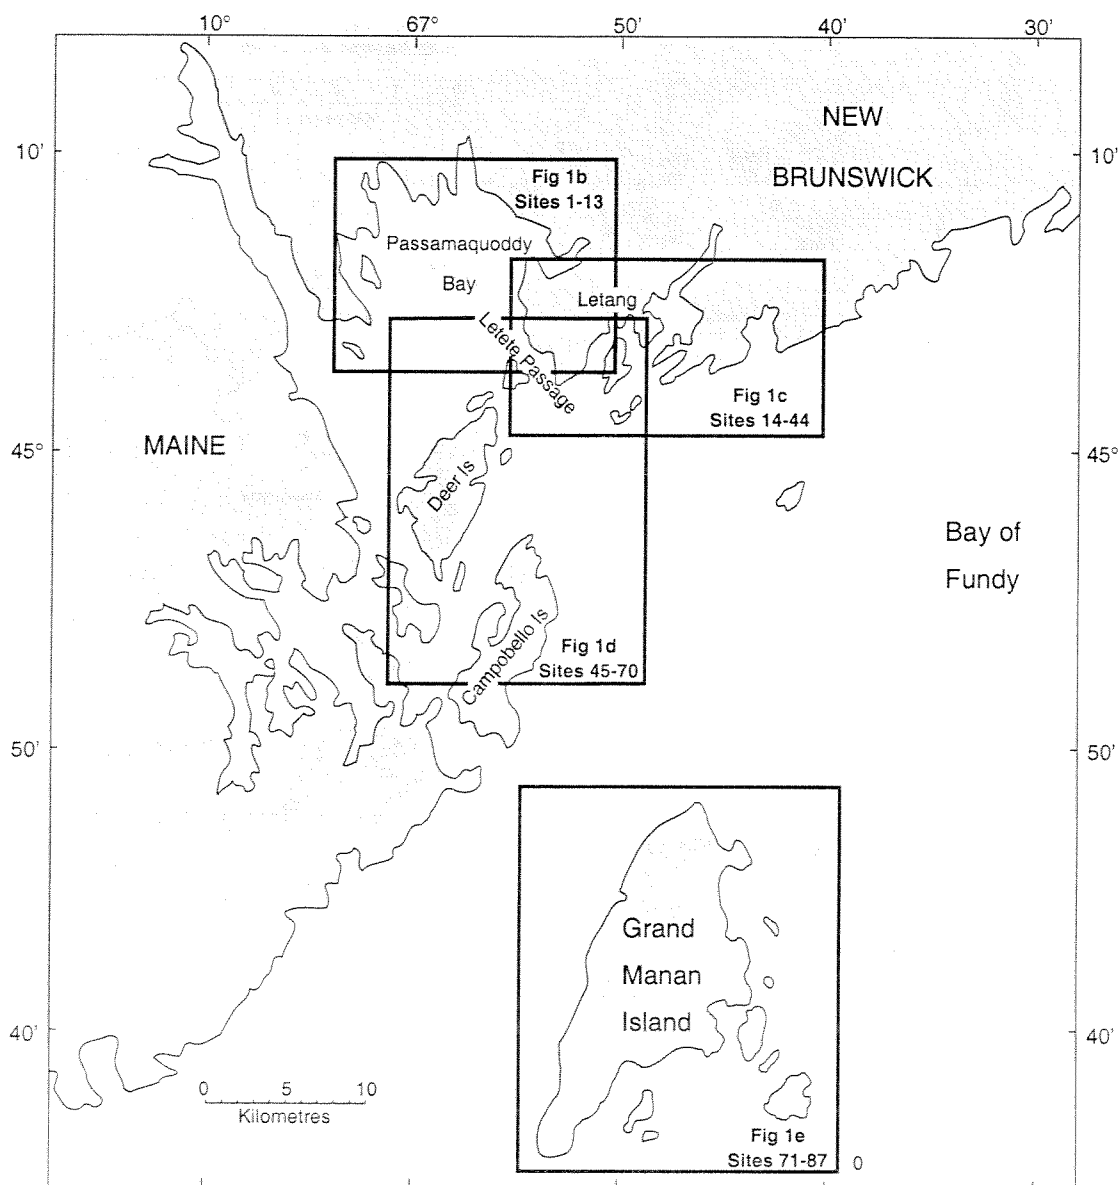 10° 67° 50' 40' 30'
NEW
BRUNSWICK
10' 10'
Fig 1b
Sites 1-13
Passamaquoddy
Bay
Letang
Letete Passage
Fig 1c
Sites 14-44
MAINE
45° 45°
Deer Is
Bay of
Fundy
Campobello Is
Fig 1d
Sites 45-70
50' 50'
Grand
Manan
Island
40' 40'
0 5 10
Kilometres
Fig 1e
Sites 71-87
0